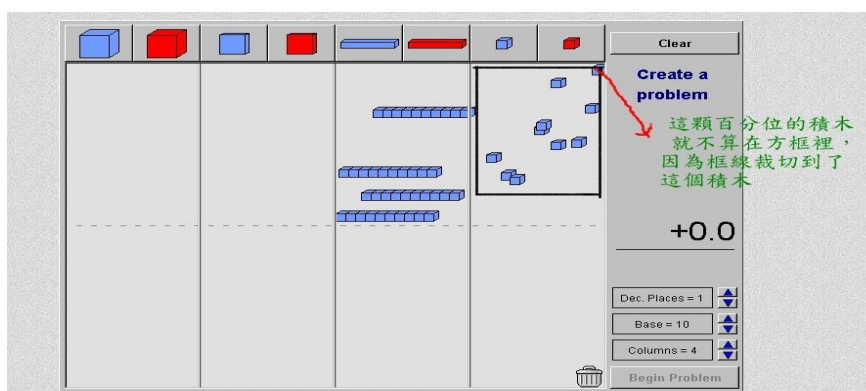 Clear
Create a
problem
這顆百分位的積木
就不算在方框裡，
因為框線裁切到了
這個積木
+0.0
Dec. Places = 1
Base = 10
Columns = 4
Begin Problem